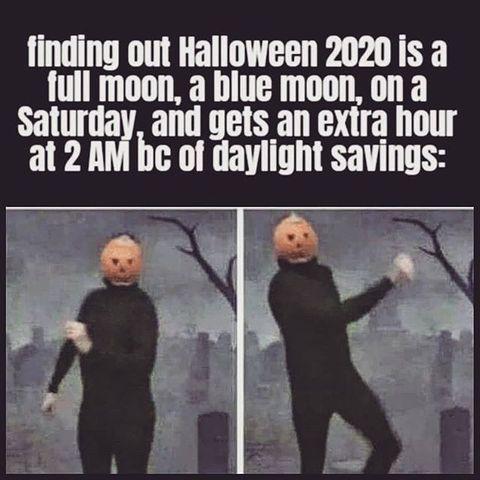 finding out Halloween 2020 is a
full moon, a blue moon, on a
Saturday, and gets an extra hour
at 2 AM bc of daylight savings: